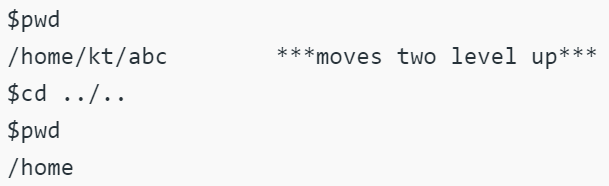 $pwd
/home/kt/abc        ***moves two level up***
$cd ../..
$pwd
/home